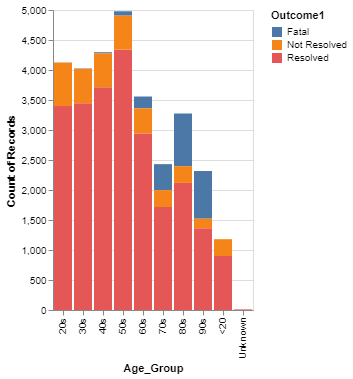 Outcome1
Fatal
Not Resolved
Resolved
5,000
4,500
4,000
3,500
3,000
2,500
2,000
1,500
1,000
500
0
Count of Records
20s
30s
40s
50s
60s
70s
80s
90s
<20
Unknown
Age_Group